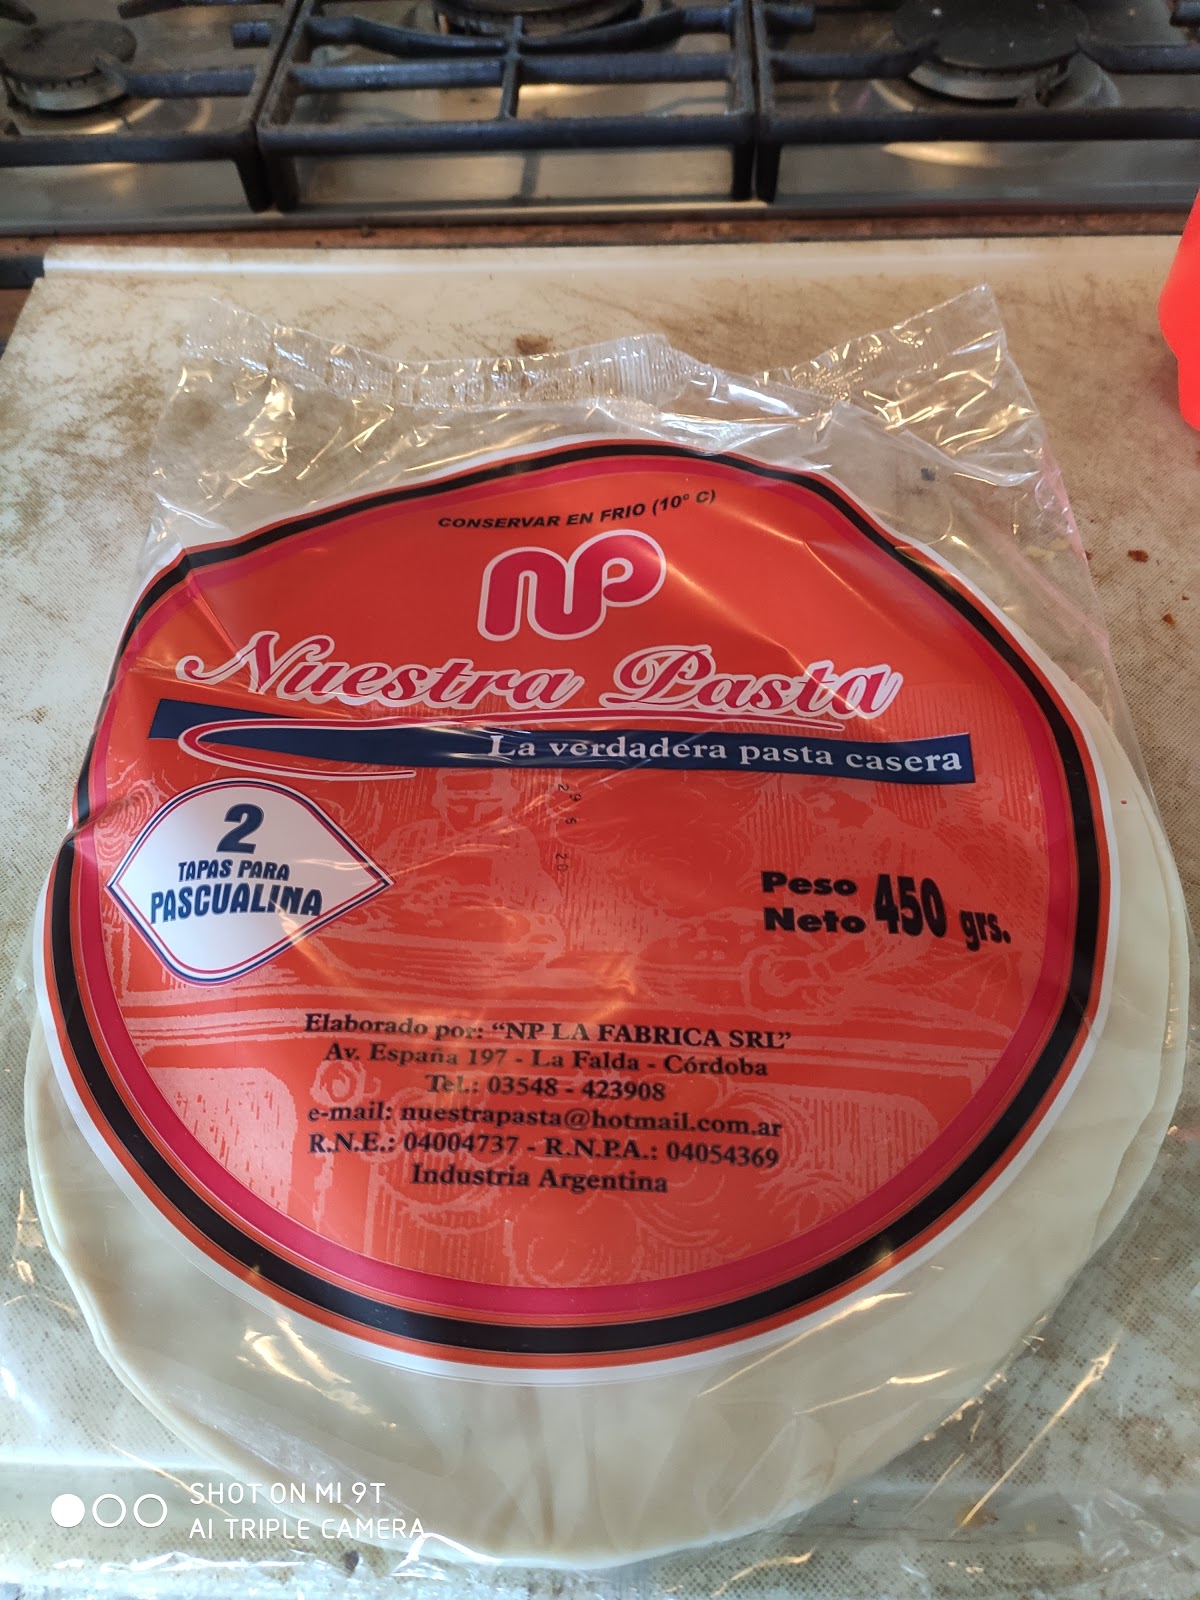 CONSERVAR EN FRIO (10° C)
NP
Nuestra Pasta
La verdadera pasta casera
2
TAPAS PARA
PASCUALINA
Peso
Neto 450 grs.
Elaborado por: “NP LA FABRICA SRL”
Av. España 197 - La Falda - Córdoba
Tel.: 03548 - 423908
e-mail: nuestrapasta@hotmail.com.ar
R.N.E.: 04004737 - R.N.P.A.: 04054369
Industria Argentina
SHOT ON MI 9T
AI TRIPLE CAMERA